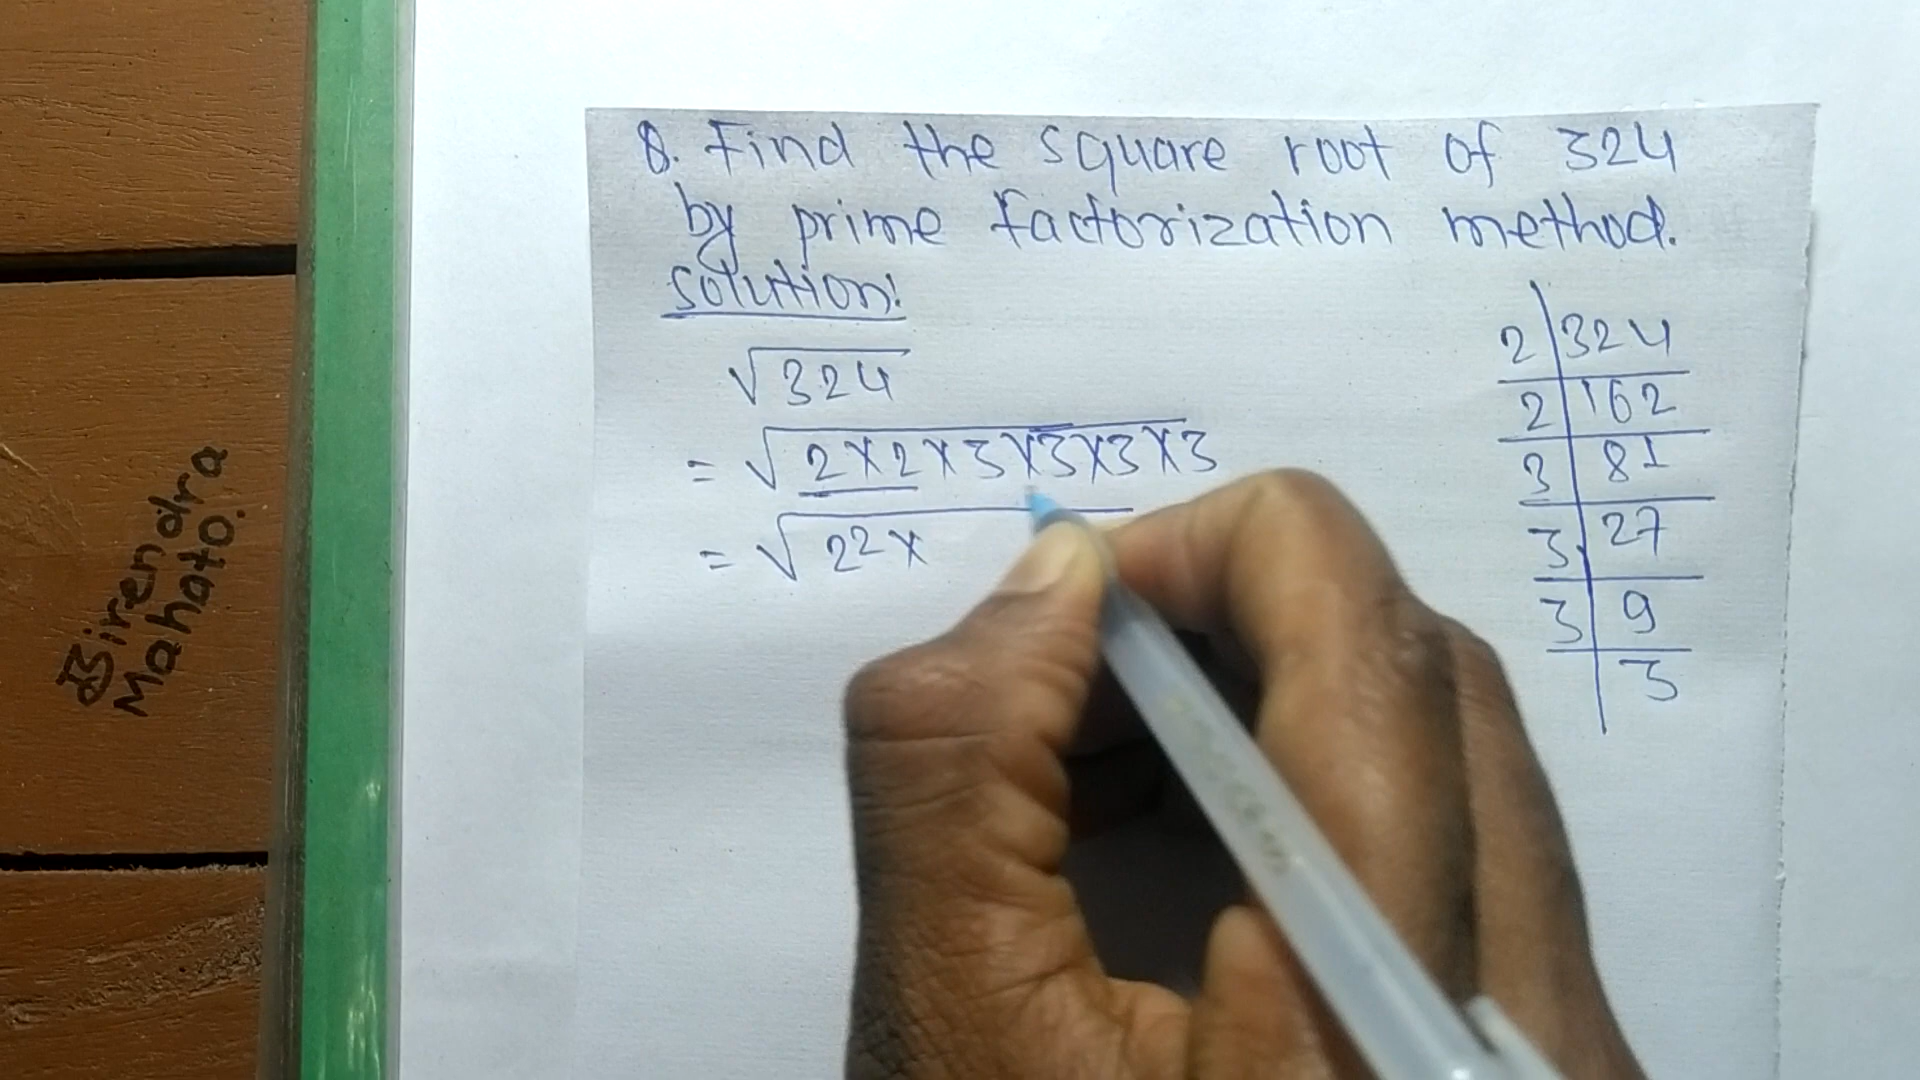 Q. Find the square root of 324
by prime factorization method.
Solution:
√324
= √2×2×3×3×3×3
= √2²×
2 324
2 162
3 81
3 27
3 9
3
Birendra
Mahato.